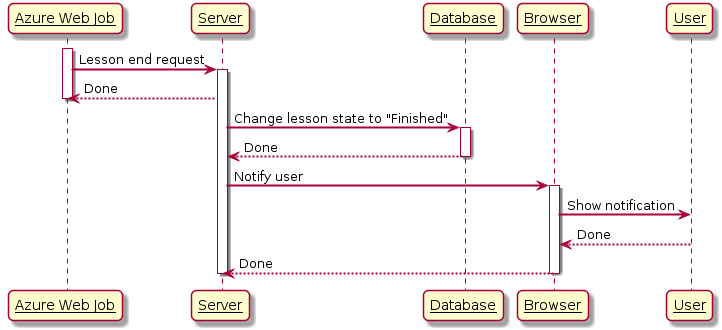 Azure Web Job
Server
Database
Browser
User
Lesson end request
Done
Change lesson state to "Finished"
Done
Notify user
Show notification
Done
Done
Azure Web Job
Server
Database
Browser
User